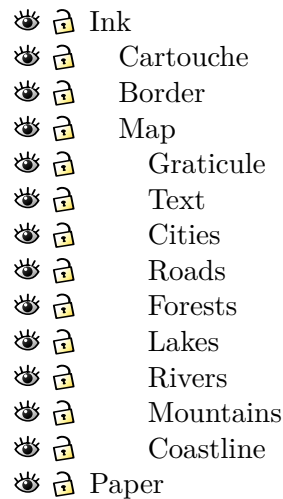 Ink
Cartouche
Border
Map
Graticule
Text
Cities
Roads
Forests
Lakes
Rivers
Mountains
Coastline
Paper